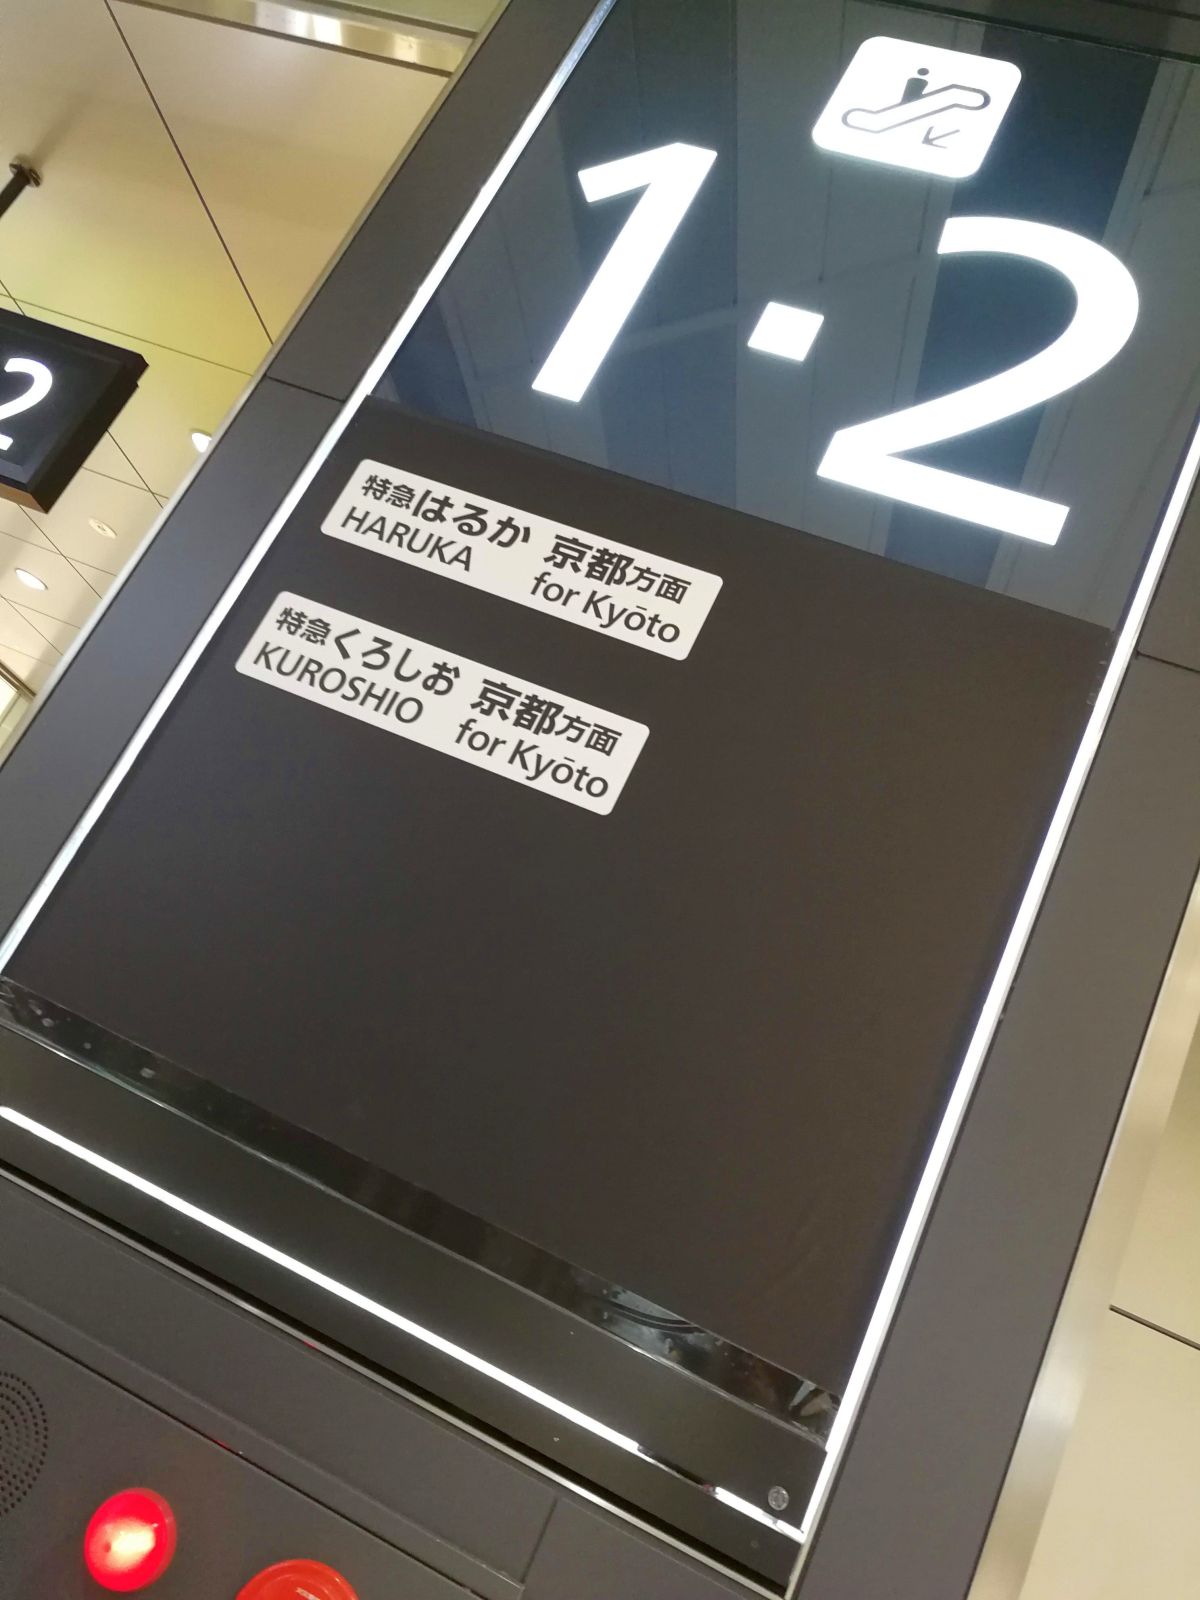 1・2
2
特急はるか 京都方面
HARUKA for Kyōto
特急くろしお 京都方面
KUROSHIO for Kyōto